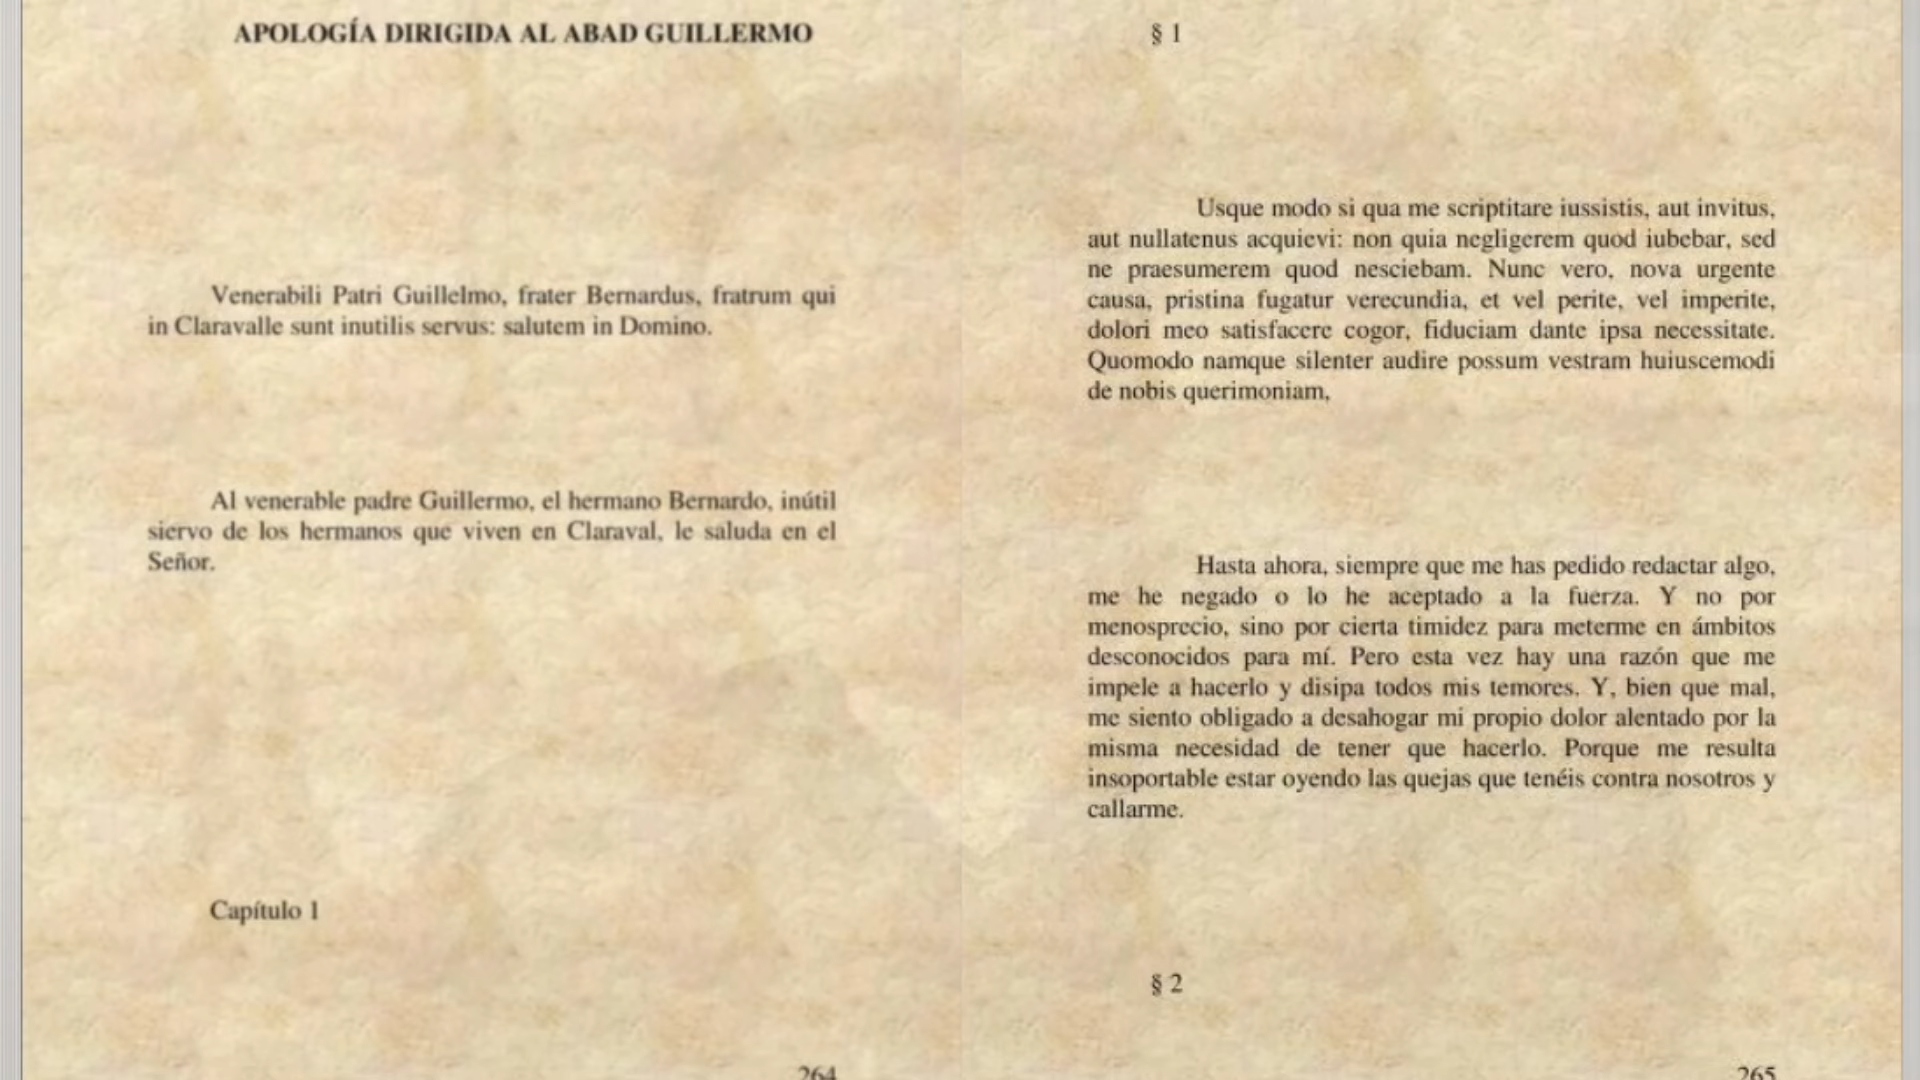 APOLOGÍA DIRIGIDA AL ABAD GUILLERMO
Venerabili Patri Guillelmo, frater Bernardus, fratrum qui
in Claravalle sunt inutilis servus: salutem in Domino.
Al venerable padre Guillermo, el hermano Bernardo, inútil
siervo de los hermanos que viven en Claraval, le saluda en el
Señor.
Capítulo 1
264
§ 1
Usque modo si qua me scriptitare iussistis, aut invitus,
aut nullatenus acquievi: non quia negligerem quod iubebar, sed
ne praesumerem quod nesciebam. Nunc vero, nova urgente
causa, pristina fugatur verecundia, et vel perite, vel imperite,
dolori meo satisfacere cogor, fiduciam dante ipsa necessitate.
Quomodo namque silenter audire possum vestram huiuscemodi
de nobis querimoniam,
Hasta ahora, siempre que me has pedido redactar algo,
me he negado o lo he aceptado a la fuerza. Y no por
menosprecio, sino por cierta timidez para meterme en ámbitos
desconocidos para mí. Pero esta vez hay una razón que me
impele a hacerlo y disipa todos mis temores. Y, bien que mal,
me siento obligado a desahogar mi propio dolor alentado por la
misma necesidad de tener que hacerlo. Porque me resulta
insoportable estar oyendo las quejas que tenéis contra nosotros y
callarme.
§ 2
265